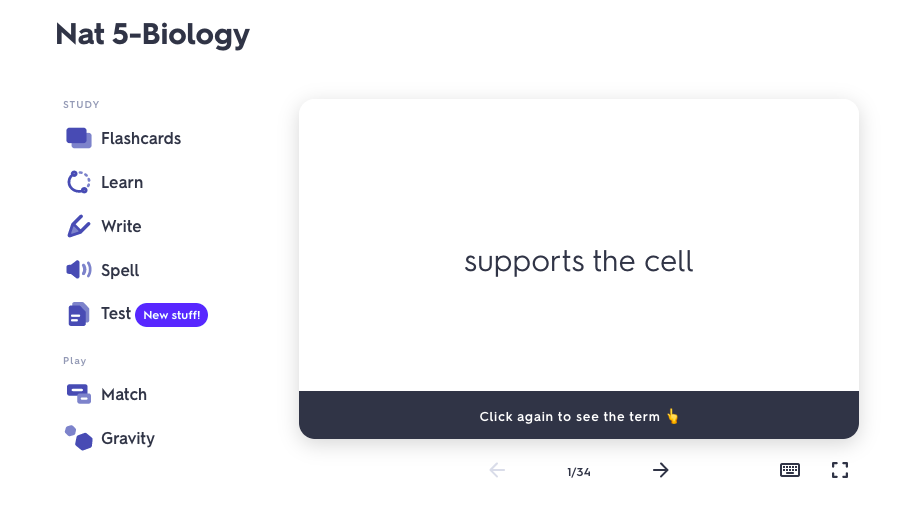 Nat 5-Biology
STUDY
Flashcards
Learn
Write
Spell
Test New stuff!
Play
Match
Gravity
supports the cell
Click again to see the term 👆
1/34